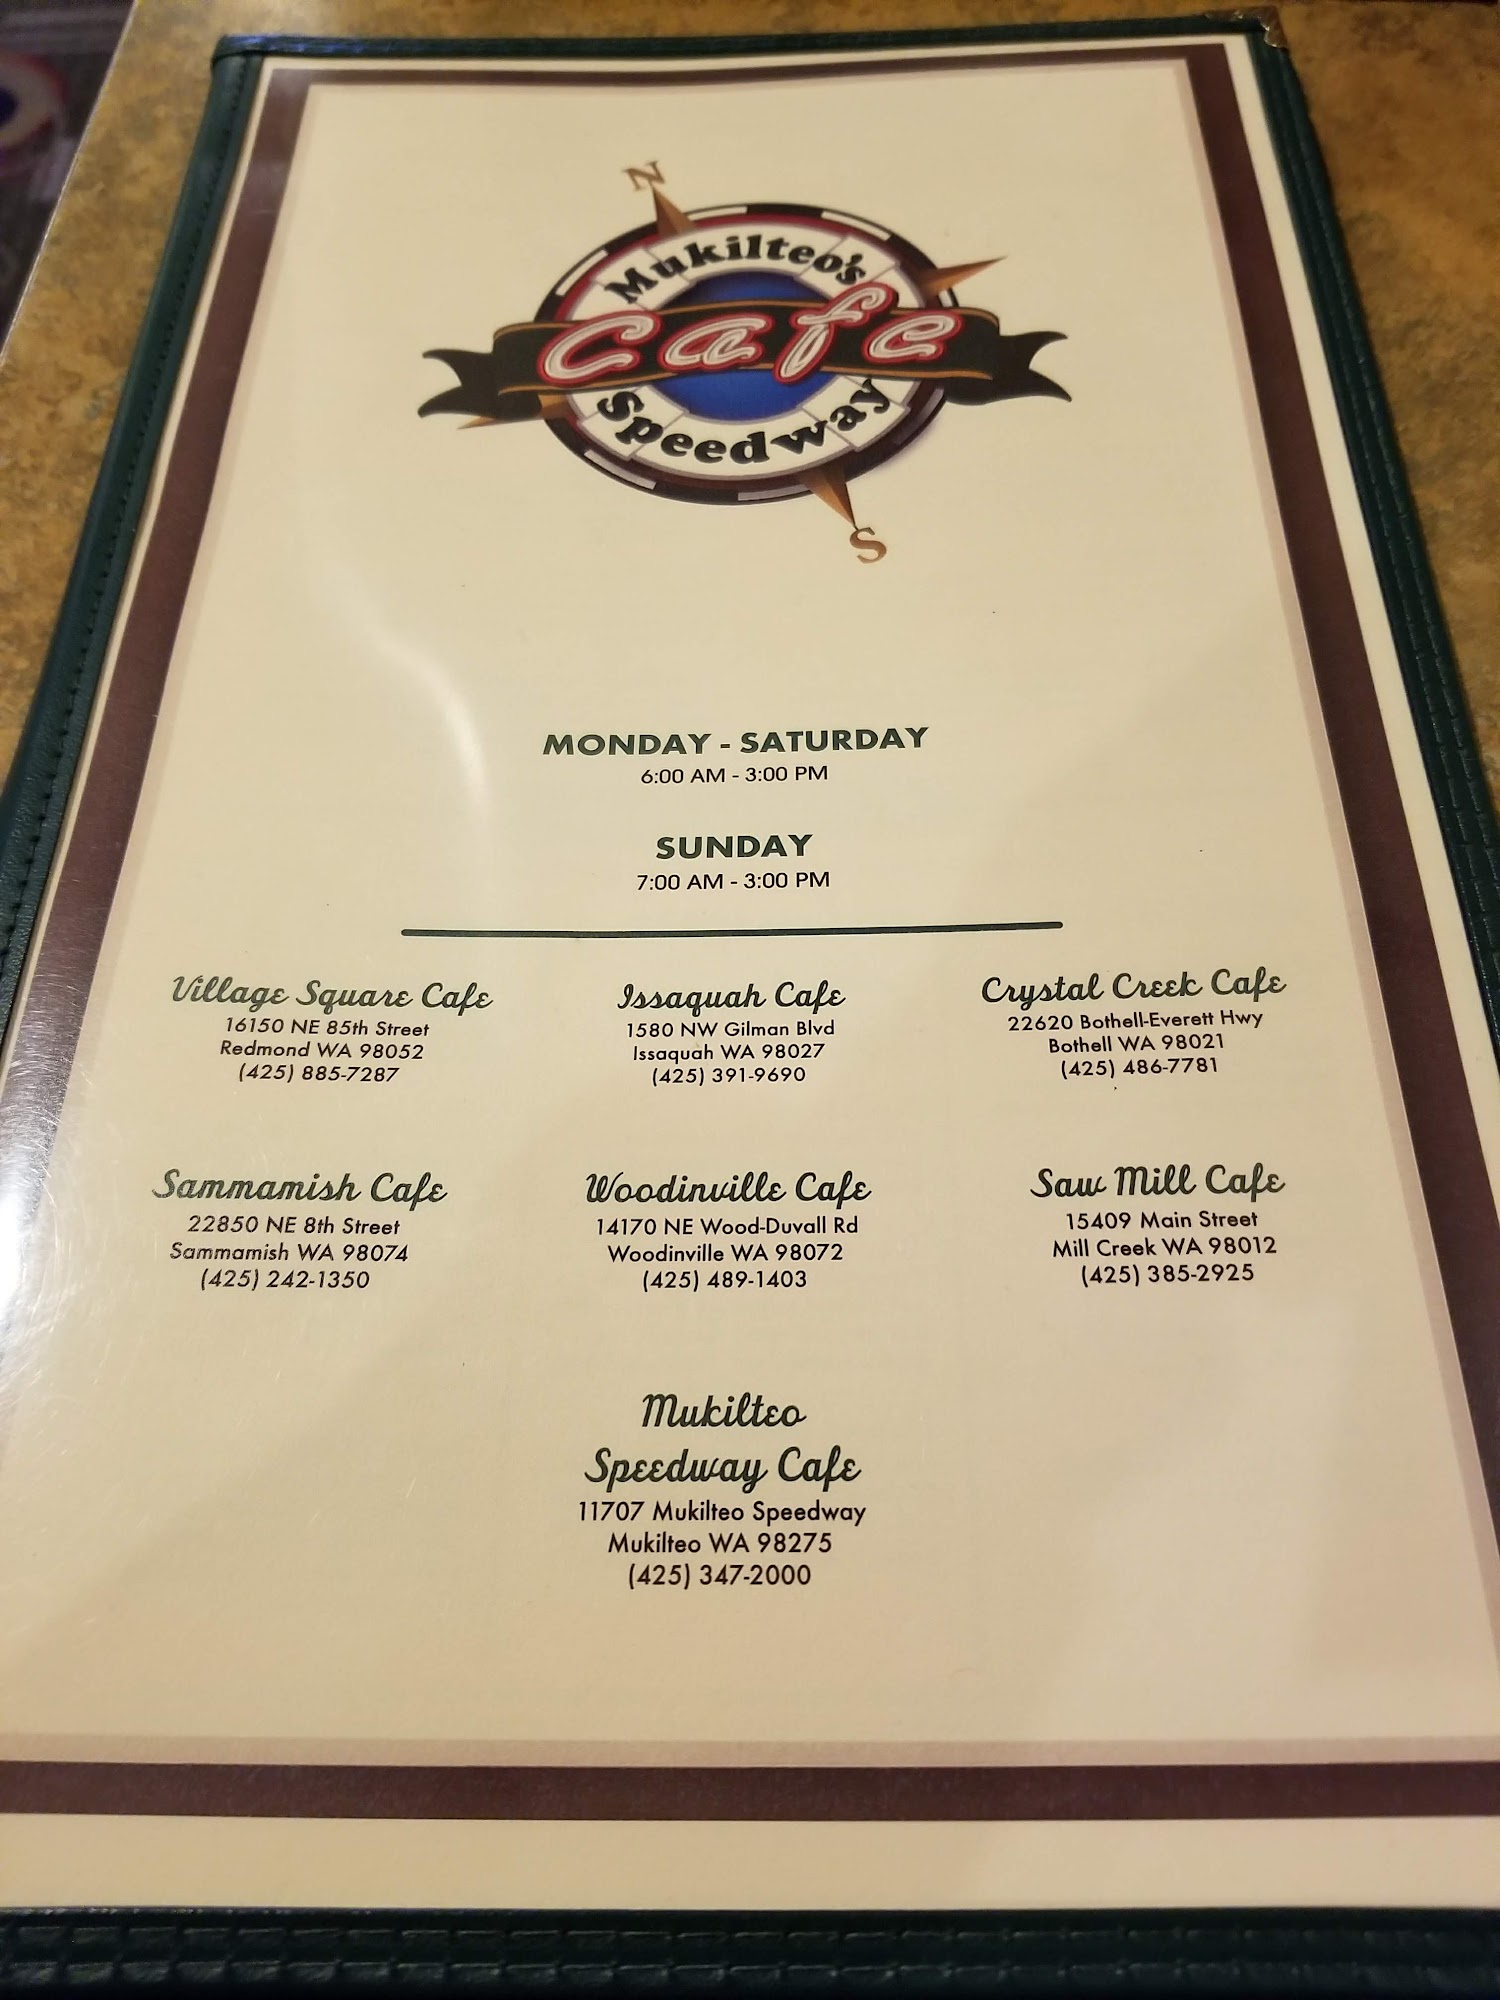 N
Mukilteo's
Cafe
Speedway
S
MONDAY - SATURDAY
6:00 AM - 3:00 PM
SUNDAY
7:00 AM - 3:00 PM
Village Square Cafe
16150 NE 85th Street
Redmond WA 98052
(425) 885-7287
Issaquah Cafe
1580 NW Gilman Blvd
Issaquah WA 98027
(425) 391-9690
Crystal Creek Cafe
22620 Bothell-Everett Hwy
Bothell WA 98021
(425) 486-7781
Sammamish Cafe
22850 NE 8th Street
Sammamish WA 98074
(425) 242-1350
Woodinville Cafe
14170 NE Wood-Duvall Rd
Woodinville WA 98072
(425) 489-1403
Saw Mill Cafe
15409 Main Street
Mill Creek WA 98012
(425) 385-2925
Mukilteo
Speedway Cafe
11707 Mukilteo Speedway
Mukilteo WA 98275
(425) 347-2000